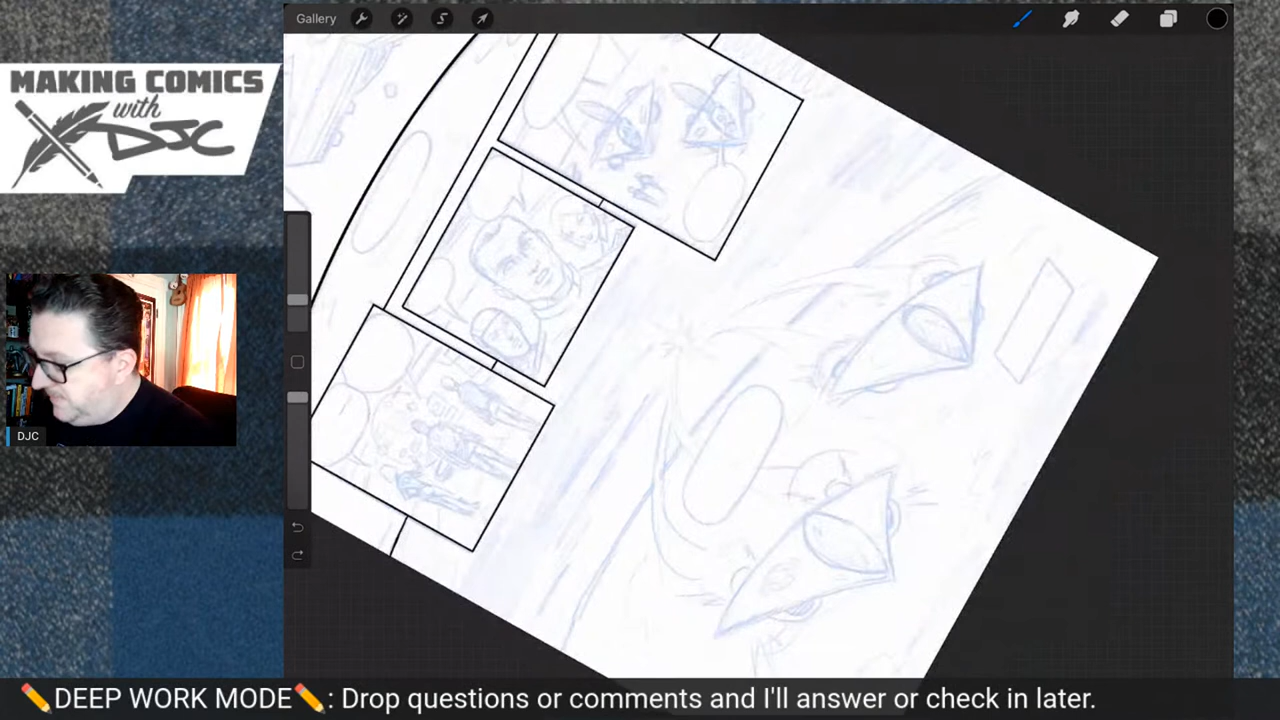 Gallery
MAKING COMICS
with
DJC
DJC
✏️DEEP WORK MODE✏️: Drop questions or comments and I'll answer or check in later.